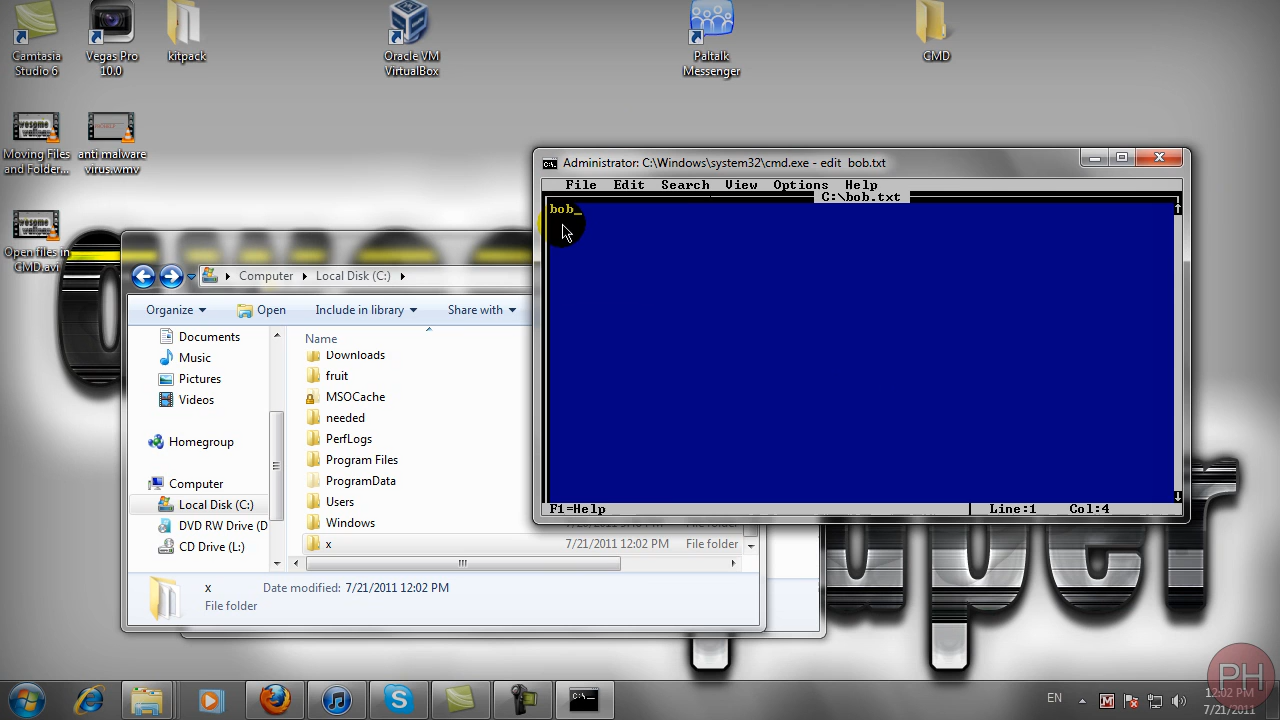 Camtasia
Studio 6
Vegas Pro
10.0
kitpack
Oracle VM
VirtualBox
Paltalk
Messenger
CMD
Moving Files
and Folder...
anti malware
virus.wmv
Open files in
CMD.avi
Administrator: C:\Windows\system32\cmd.exe - edit bob.txt
File Edit Search View Options Help
C:\bob.txt
bob_
F1=Help Line:1 Col:4
Computer Local Disk (C:)
Organize Open Include in library Share with
Documents
Music
Pictures
Videos
Homegroup
Computer
Local Disk (C:)
DVD RW Drive (D
CD Drive (L:)
Name
Downloads
fruit
MSOCache
needed
PerfLogs
Program Files
ProgramData
Users
Windows
x 7/21/2011 12:02 PM File folder
x Date modified: 7/21/2011 12:02 PM
File folder
EN
PH
12:02 PM
7/21/2011